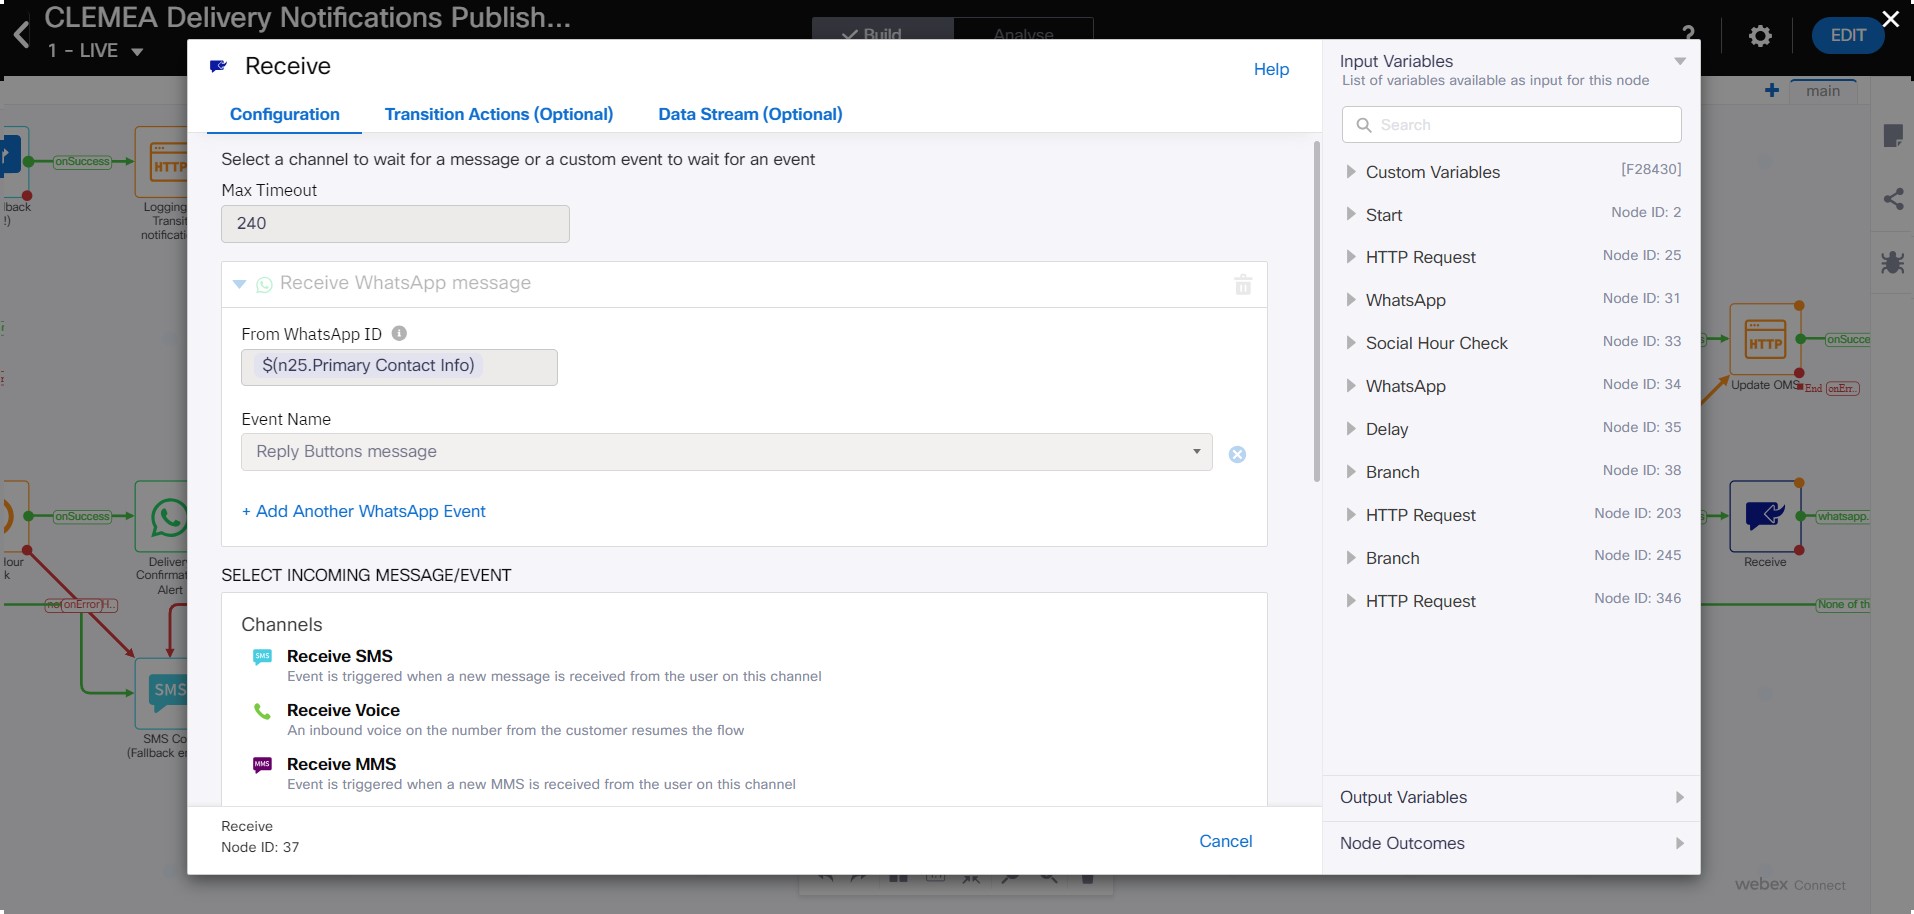 CLEMEA Delivery Notifications Publish...
1 - LIVE
Build
Analyse
?
EDIT
Receive
Help
Configuration
Transition Actions (Optional)
Data Stream (Optional)
Select a channel to wait for a message or a custom event to wait for an event
Max Timeout
240
Receive WhatsApp message
From WhatsApp ID
$(n25.Primary Contact Info)
Event Name
Reply Buttons message
+ Add Another WhatsApp Event
SELECT INCOMING MESSAGE/EVENT
Channels
SMS
Receive SMS
Event is triggered when a new message is received from the user on this channel
Receive Voice
An inbound voice on the number from the customer resumes the flow
MMS
Receive MMS
Event is triggered when a new MMS is received from the user on this channel
Receive
Node ID: 37
Cancel
Input Variables
List of variables available as input for this node
Search
Custom Variables [F28430]
Start Node ID: 2
HTTP Request Node ID: 25
WhatsApp Node ID: 31
Social Hour Check Node ID: 33
WhatsApp Node ID: 34
Delay Node ID: 35
Branch Node ID: 38
HTTP Request Node ID: 203
Branch Node ID: 245
HTTP Request Node ID: 346
Output Variables
Node Outcomes
main
onSuccess
HTTP
back
!)
Logging
Transit
notificati
onSuccess
lour
k
Deliver
Confirmat
Alert
onError
SMS
SMS Co
(Fallback e
HTTP
onSucce
Update OMS
End
onErr..
whatsapp.
Receive
None of th
webex Connect